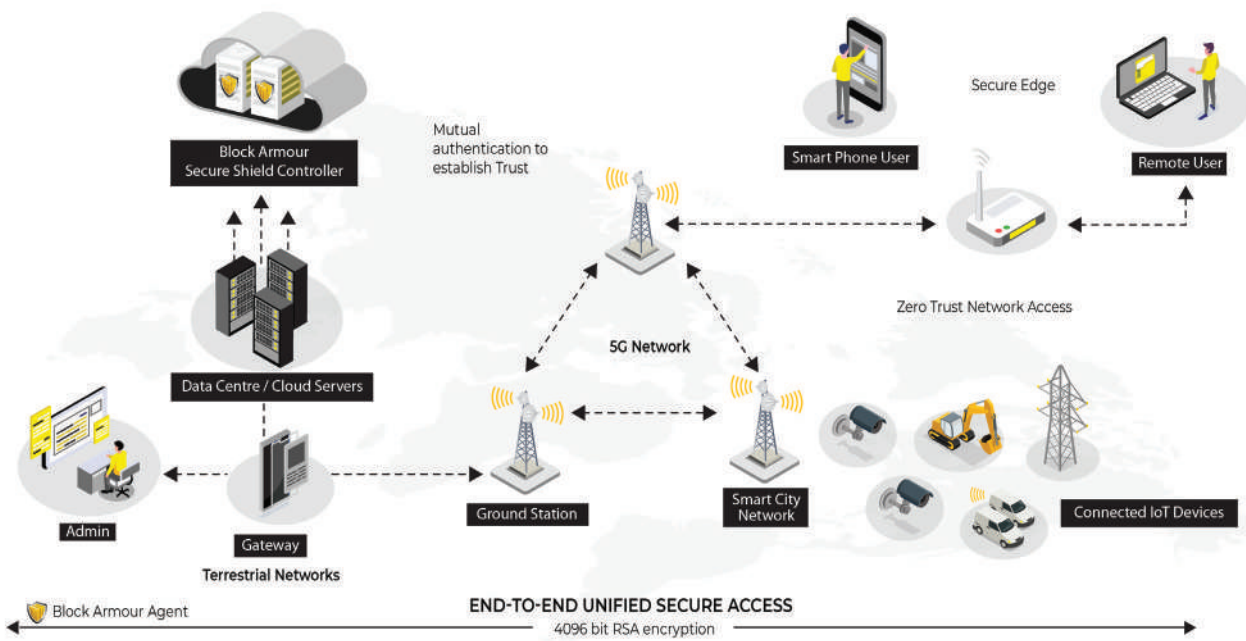 Block Armour
Secure Shield Controller
Mutual
authentication to
establish Trust
Smart Phone User
Secure Edge
Remote User
Zero Trust Network Access
5G Network
Data Centre / Cloud Servers
Admin
Gateway
Terrestrial Networks
Ground Station
Smart City
Network
Connected IoT Devices
Block Armour Agent
END-TO-END UNIFIED SECURE ACCESS
4096 bit RSA encryption